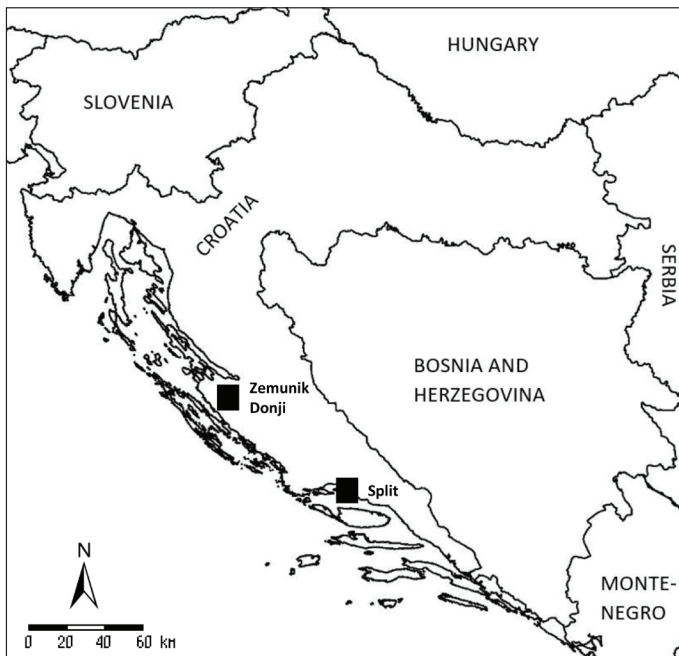 HUNGARY
SLOVENIA
CROATIA
SERBIA
BOSNIA AND
HERZEGOVINA
Zemunik
Donji
Split
MONTE-
NEGRO
N
0 20 40 60 km